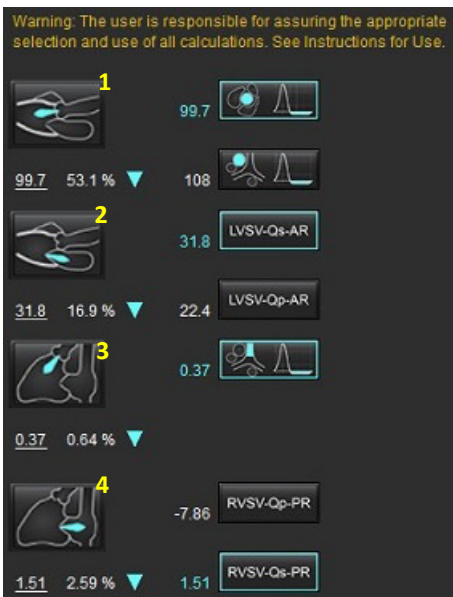 Warning: The user is responsible for assuring the appropriate
selection and use of all calculations. See Instructions for Use.
1
99.7
99.7 53.1 % 108
2
31.8 LVSV-Qs-AR
31.8 16.9 % 22.4 LVSV-Qp-AR
3
0.37
0.37 0.64 %
4
-7.86 RVSV-Qp-PR
1.51 2.59 % 1.51 RVSV-Qs-PR